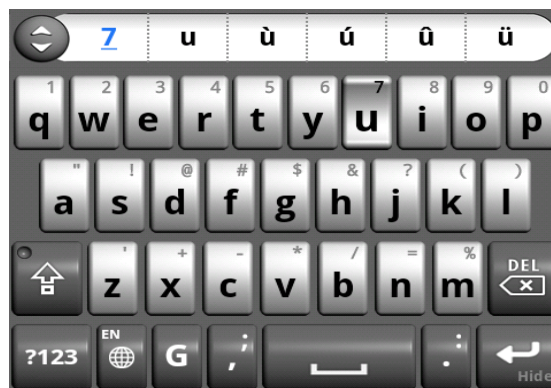 7 u ù ú û ü
1 2 3 4 5 6 7 8 9 0
q w e r t y u i o p
" ! @ # $ & ? ( )
a s d f g h j k l
' + - * / = %
z x c v b n m DEL
?123 EN G , ; . : Hide